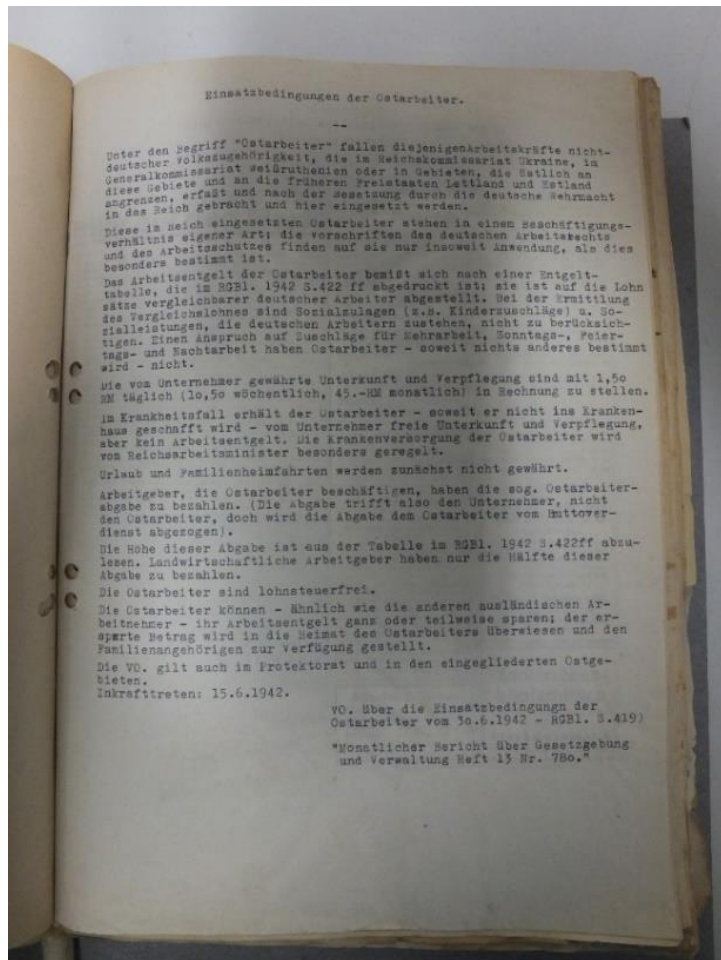 Einsatzbedingungen der Ostarbeiter.
--
Unter den Begriff "Ostarbeiter" fallen diejenigenArbeitskräfte nicht-
deutscher Volkszugehörigkeit, die im Reichskommissariat Ukraine, im
Generalkommissariat Weißruthenien oder in Gebieten, die östlich an
diese Gebiete und an die früheren Freistaaten Lettland und Estland
angrenzen, erfaßt und nach der Besetzung durch die deutsche Wehrmacht
in das Reich gebracht und hier eingesetzt werden.
Diese im Reich eingesetzten Ostarbeiter stehen in einem Beschäftigungs-
verhältnis eigener Art; die vorschriften des deutschen Arbeitsrechts
und des Arbeitsschutzes finden auf sie nur insoweit Anwendung, als dies
besonders bestimmt ist.
Das Arbeitsentgelt der Ostarbeiter bemißt sich nach einer Entgelt-
tabelle, die im RGBl. 1942 S.422 ff abgedruckt ist; sie ist auf die Lohn
sätze vergleichbarer deutscher Arbeiter abgestellt. Bei der Ermittlung
des Vergleichslohnes sind Sozialzulagen (z.B. Kinderzuschläge) u. So-
zialleistungen, die deutschen Arbeitern zustehen, nicht zu berücksich-
tigen. Einen Anspruch auf Zuschläge für Mehrarbeit, Sonntags-, Feier-
tags- und Nachtarbeit haben Ostarbeiter - soweit nichts anderes bestimmt
wird - nicht.
Die vom Unternehmer gewährte Unterkunft und Verpflegung sind mit 1,5o
RM täglich (lo,5o wöchentlich, 45.-RM monatlich) in Rechnung zu stellen.
Im Krankheitsfall erhält der Ostarbeiter - soweit er nicht ins Kranken-
haus geschafft wird - vom Unternehmer freie Unterkunft und Verpflegung,
aber kein Arbeitsentgelt. Die Krankenversorgung der Ostarbeiter wird
vom Reichsarbeitsminister besonders geregelt.
Urlaub und Familienheimfahrten werden zunächst nicht gewährt.
Arbeitgeber, die Ostarbeiter beschäftigen, haben die sog. Ostarbeiter-
abgabe zu bezahlen. (Die Abgabe trifft also den Unternehmer, nicht
den Ostarbeiter, doch wird die Abgabe dem Ostarbeiter vom Bruttover-
dienst abgezogen).
Die Höhe dieser Abgabe ist aus der Tabelle im RGBl. 1942 S.422ff abzu-
lesen. Landwirtschaftliche Arbeitgeber haben nur die Hälfte dieser
Abgabe zu bezahlen.
Die Ostarbeiter sind lohnsteuerfrei.
Die Ostarbeiter können - ähnlich wie die anderen ausländischen Ar-
beitnehmer - ihr Arbeitsentgelt ganz oder teilweise sparen; der er-
sparte Betrag wird in die Heimat des Ostarbeiters überwiesen und den
Familienangehörigen zur Verfügung gestellt.
Die VO. gilt auch im Protektorat und in den eingegliederten Ostge-
bieten.
Inkrafttreten: 15.6.1942.
VO. über die Einsatzbedingungn der
Ostarbeiter vom 3o.6.1942 - RGBl. S.419)
"Monatlicher Bericht über Gesetzgebung
und Verwaltung Heft 13 Nr. 78o."